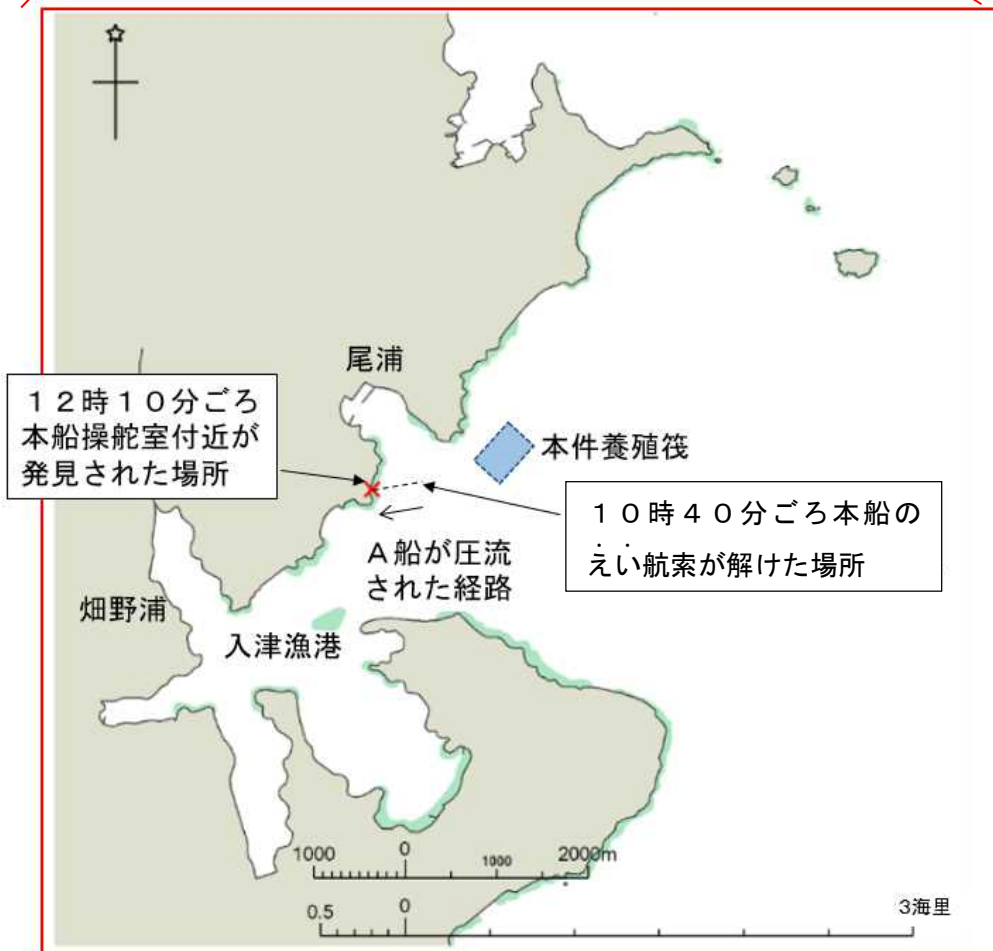 尾浦
１２時１０分ごろ
本船操舵室付近が
発見された場所
本件養殖筏
１０時４０分ごろ本船の
えい航索が解けた場所
Ａ船が圧流
された経路
畑野浦
入津漁港
1000 0 1000 2000m
0.5 0 3海里